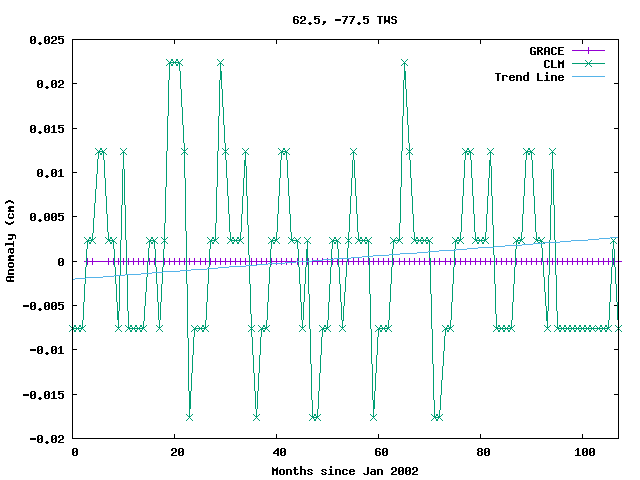 62.5, -77.5 TWS
GRACE
CLM
Trend Line
0.025
0.02
0.015
0.01
0.005
0
-0.005
-0.01
-0.015
-0.02
Anomaly (cm)
0 20 40 60 80 100
Months since Jan 2002